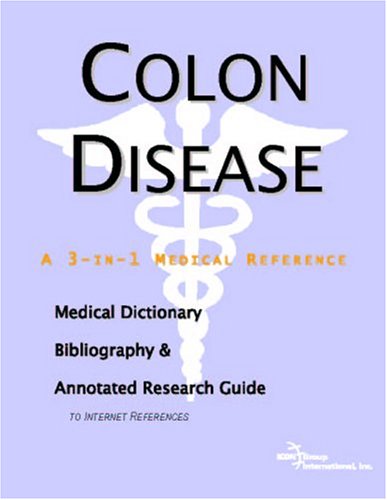 COLON
DISEASE
A 3-IN-1 MEDICAL REFERENCE
Medical Dictionary
Bibliography &
Annotated Research Guide
TO INTERNET REFERENCES
ICON Group
International, Inc.